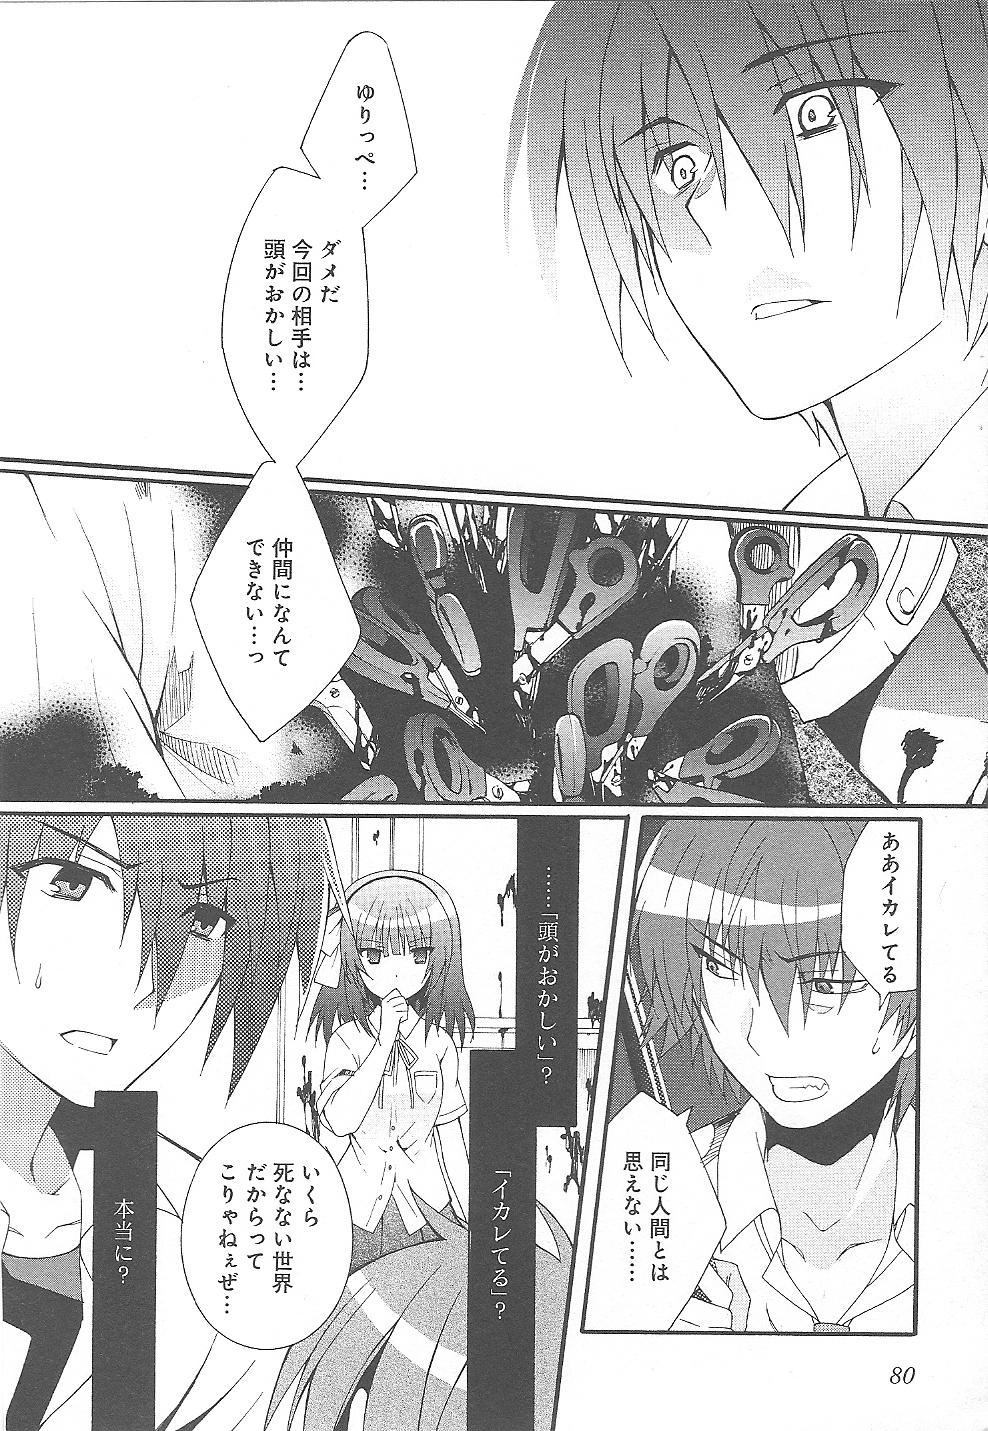 ゆりっぺ…
ダメだ
今回の相手は…
頭がおかしい…
仲間になんて
できない…っ
ああイカレてる
同じ人間とは
思えない……
……「頭がおかしい」?
「イカレてる」?
いくら
死なない世界
だからって
こりゃねぇぜ…
本当に?
80